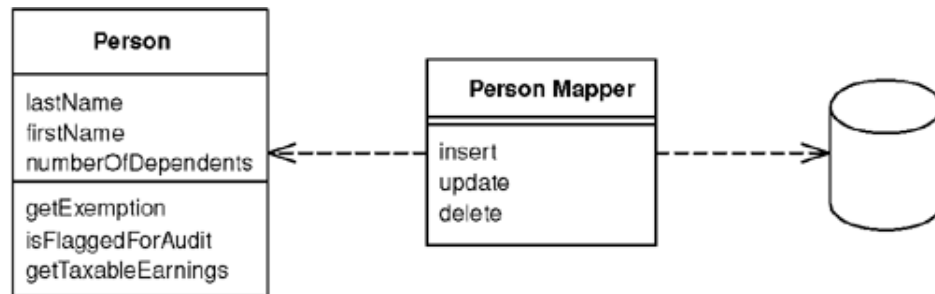 Person
lastName
firstName
numberOfDependents
getExemption
isFlaggedForAudit
getTaxableEarnings
Person Mapper
insert
update
delete